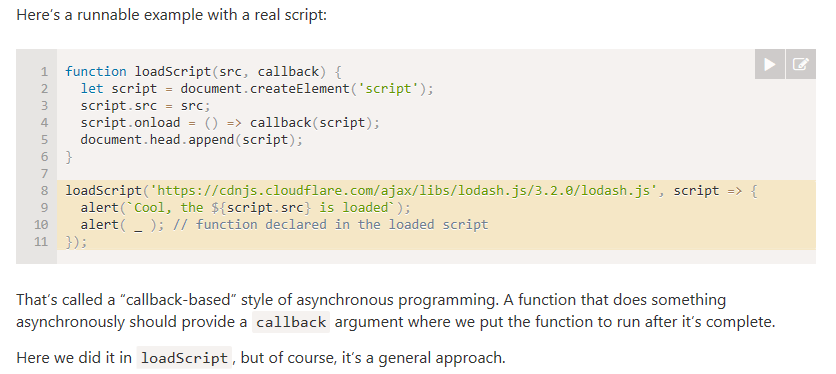 Here's a runnable example with a real script:
1 function loadScript(src, callback) {
2   let script = document.createElement('script');
3   script.src = src;
4   script.onload = () => callback(script);
5   document.head.append(script);
6 }
7
8 loadScript('https://cdnjs.cloudflare.com/ajax/libs/lodash.js/3.2.0/lodash.js', script => {
9   alert(`Cool, the ${script.src} is loaded`);
10   alert( _ ); // function declared in the loaded script
11 });
That's called a “callback-based” style of asynchronous programming. A function that does something
asynchronously should provide a callback argument where we put the function to run after it's complete.
Here we did it in loadScript, but of course, it's a general approach.